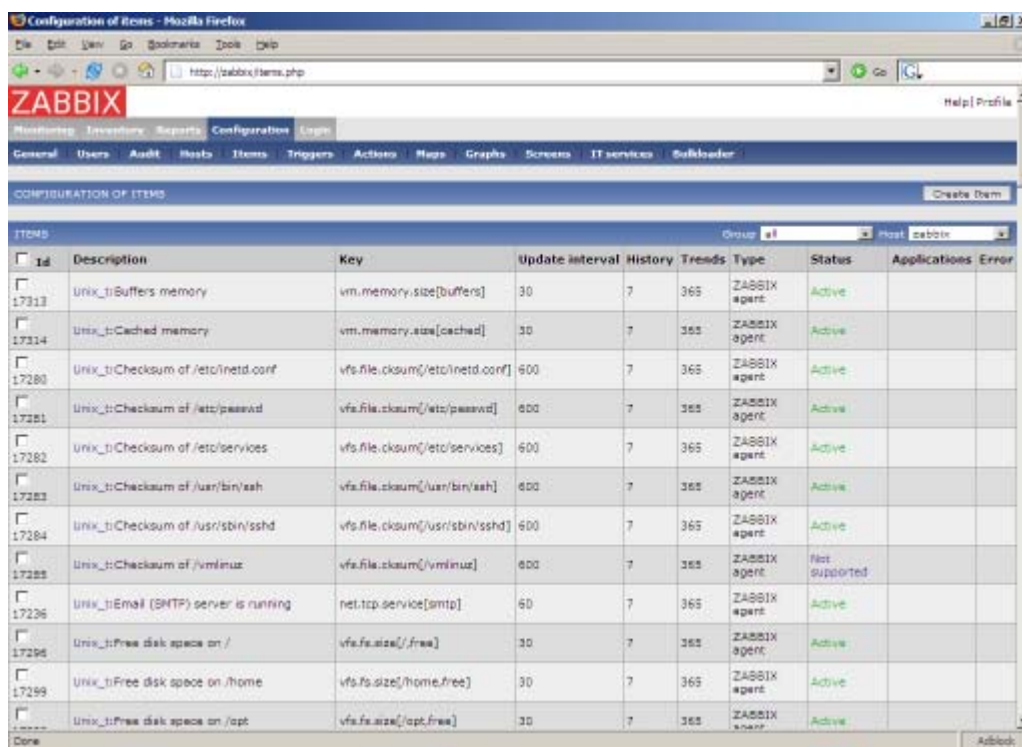 Configuration of items - Mozilla Firefox
File Edit View Go Bookmarks Tools Help
http://zabbix/items.php Go G
ZABBIX Help | Profile
Monitoring Inventory Reports Configuration Login
General Users Audit Hosts Items Triggers Actions Maps Graphs Screens IT services Bulkloader
CONFIGURATION OF ITEMS Create Item
ITEMS Group all Host zabbix
Id Description Key Update interval History Trends Type Status Applications Error
17313 Unix_t:Buffers memory vm.memory.size[buffers] 30 7 365 ZABBIX agent Active
17314 Unix_t:Cached memory vm.memory.size[cached] 30 7 365 ZABBIX agent Active
17280 Unix_t:Checksum of /etc/inetd.conf vfs.file.cksum[/etc/inetd.conf] 600 7 365 ZABBIX agent Active
17281 Unix_t:Checksum of /etc/passwd vfs.file.cksum[/etc/passwd] 600 7 365 ZABBIX agent Active
17282 Unix_t:Checksum of /etc/services vfs.file.cksum[/etc/services] 600 7 365 ZABBIX agent Active
17283 Unix_t:Checksum of /usr/bin/ssh vfs.file.cksum[/usr/bin/ssh] 600 7 365 ZABBIX agent Active
17284 Unix_t:Checksum of /usr/sbin/sshd vfs.file.cksum[/usr/sbin/sshd] 600 7 365 ZABBIX agent Active
17285 Unix_t:Checksum of /vmlinuz vfs.file.cksum[/vmlinuz] 600 7 365 ZABBIX agent Not supported
17236 Unix_t:Email (SMTP) server is running net.tcp.service[smtp] 60 7 365 ZABBIX agent Active
17296 Unix_t:Free disk space on / vfs.fs.size[/,free] 30 7 365 ZABBIX agent Active
17299 Unix_t:Free disk space on /home vfs.fs.size[/home,free] 30 7 365 ZABBIX agent Active
Unix_t:Free disk space on /opt vfs.fs.size[/opt,free] 30 7 365 ZABBIX agent Active
Done Adblock